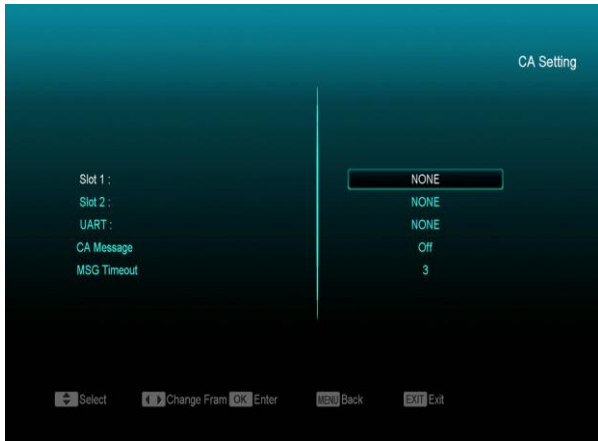 CA Setting
Slot 1 : NONE
Slot 2 : NONE
UART : NONE
CA Message Off
MSG Timeout 3
Select Change Fram OK Enter MENU Back EXIT Exit